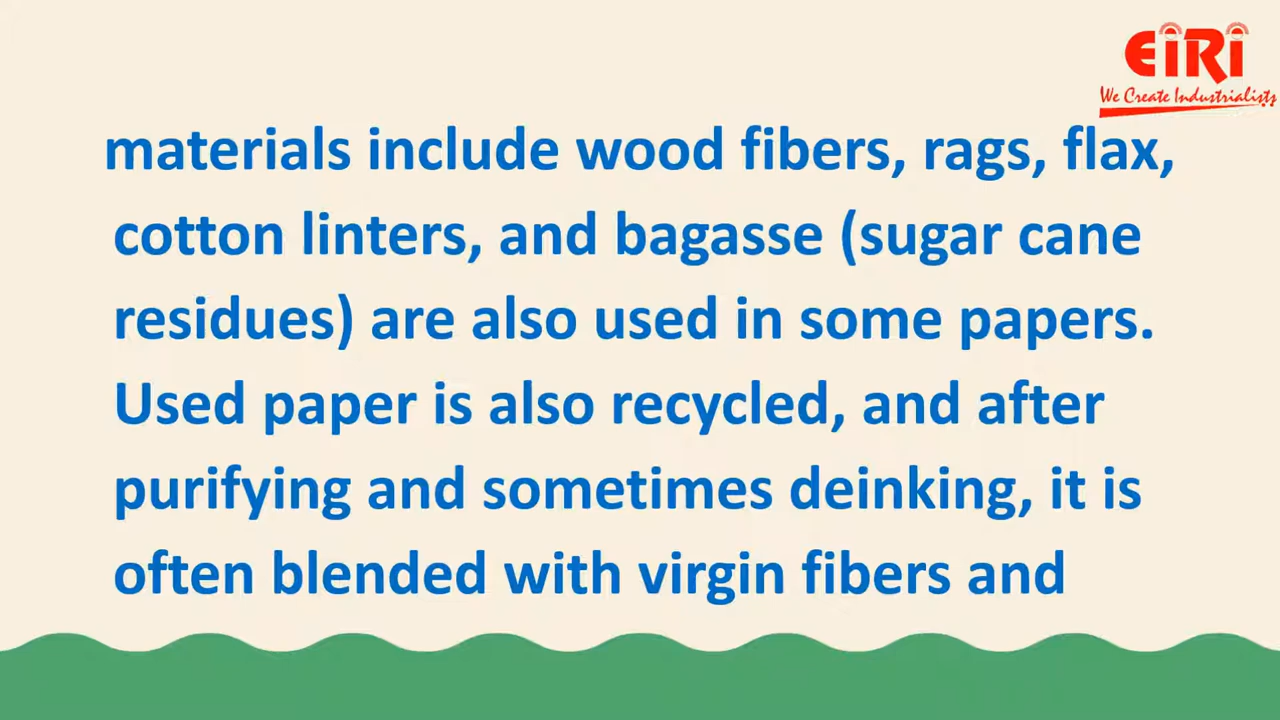 EiRi
We Create Industrialists
materials include wood fibers, rags, flax,
cotton linters, and bagasse (sugar cane
residues) are also used in some papers.
Used paper is also recycled, and after
purifying and sometimes deinking, it is
often blended with virgin fibers and